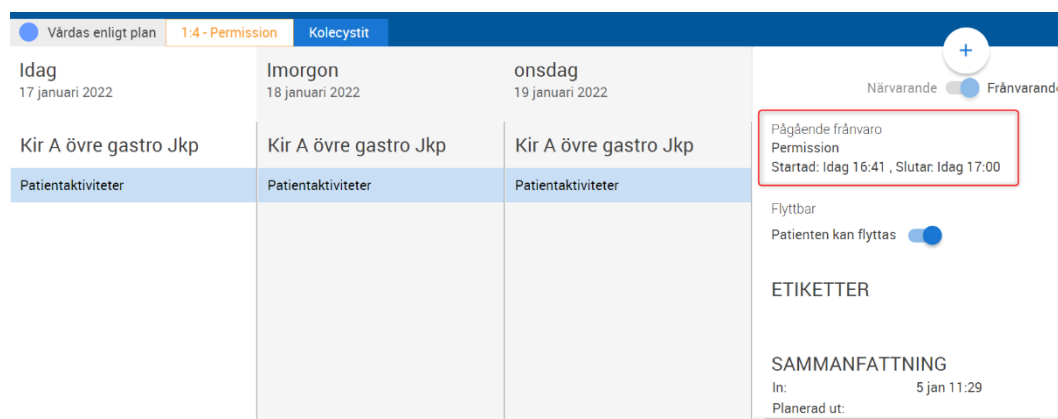 Vårdas enligt plan 1:4 - Permission Kolecystit
+
Idag
17 januari 2022
Imorgon
18 januari 2022
onsdag
19 januari 2022
Närvarande Frånvarande
Kir A övre gastro Jkp
Kir A övre gastro Jkp
Kir A övre gastro Jkp
Patientaktiviteter
Patientaktiviteter
Patientaktiviteter
Pågående frånvaro
Permission
Startad: Idag 16:41 , Slutar: Idag 17:00
Flyttbar
Patienten kan flyttas
ETIKETTER
SAMMANFATTNING
In: 5 jan 11:29
Planerad ut: